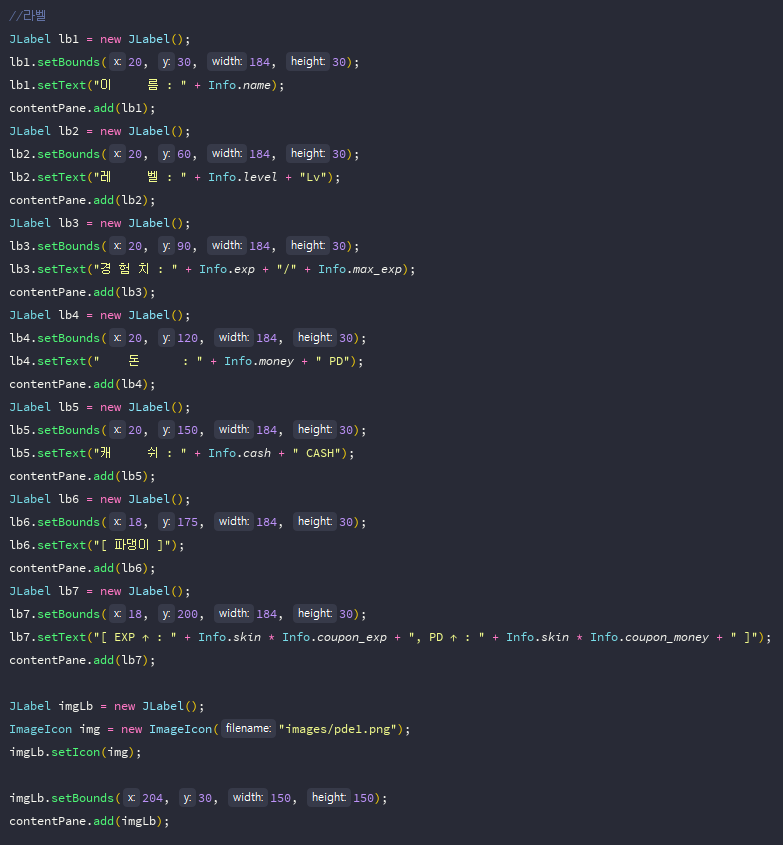 //라벨
JLabel lb1 = new JLabel();
lb1.setBounds( x: 20, y: 30, width: 184, height: 30);
lb1.setText("이     름 : " + Info.name);
contentPane.add(lb1);
JLabel lb2 = new JLabel();
lb2.setBounds( x: 20, y: 60, width: 184, height: 30);
lb2.setText("레     벨 : " + Info.level + "Lv");
contentPane.add(lb2);
JLabel lb3 = new JLabel();
lb3.setBounds( x: 20, y: 90, width: 184, height: 30);
lb3.setText("경 험 치 : " + Info.exp + "/" + Info.max_exp);
contentPane.add(lb3);
JLabel lb4 = new JLabel();
lb4.setBounds( x: 20, y: 120, width: 184, height: 30);
lb4.setText("    돈      : " + Info.money + " PD");
contentPane.add(lb4);
JLabel lb5 = new JLabel();
lb5.setBounds( x: 20, y: 150, width: 184, height: 30);
lb5.setText("캐     쉬 : " + Info.cash + " CASH");
contentPane.add(lb5);
JLabel lb6 = new JLabel();
lb6.setBounds( x: 18, y: 175, width: 184, height: 30);
lb6.setText("[ 파댕이 ]");
contentPane.add(lb6);
JLabel lb7 = new JLabel();
lb7.setBounds( x: 18, y: 200, width: 184, height: 30);
lb7.setText("[ EXP ↑ : " + Info.skin * Info.coupon_exp + ", PD ↑ : " + Info.skin * Info.coupon_money + " ]");
contentPane.add(lb7);

JLabel imgLb = new JLabel();
ImageIcon img = new ImageIcon( filename: "images/pde1.png");
imgLb.setIcon(img);

imgLb.setBounds( x: 204, y: 30, width: 150, height: 150);
contentPane.add(imgLb);